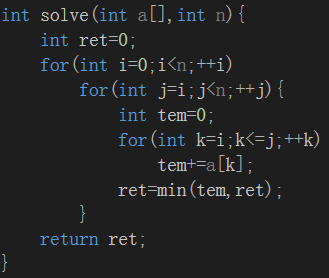 int solve(int a[],int n){
    int ret=0;
    for(int i=0;i<n;++i)
        for(int j=i;j<n;++j){
            int tem=0;
            for(int k=i;k<=j;++k)
                tem+=a[k];
            ret=min(tem,ret);
        }
    return ret;
}